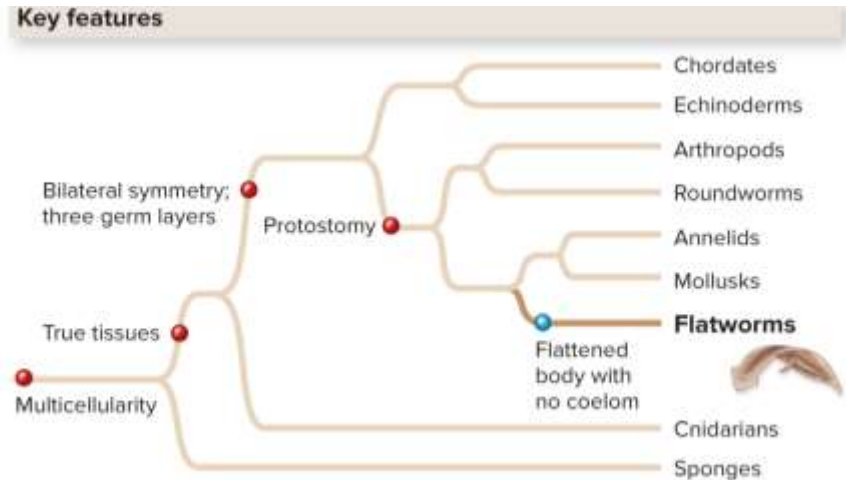 Key features
Chordates
Echinoderms
Arthropods
Roundworms
Bilateral symmetry;
three germ layers
Protostomy
Annelids
Mollusks
True tissues
Flatworms
Flattened
body with
no coelom
Multicellularity
Cnidarians
Sponges